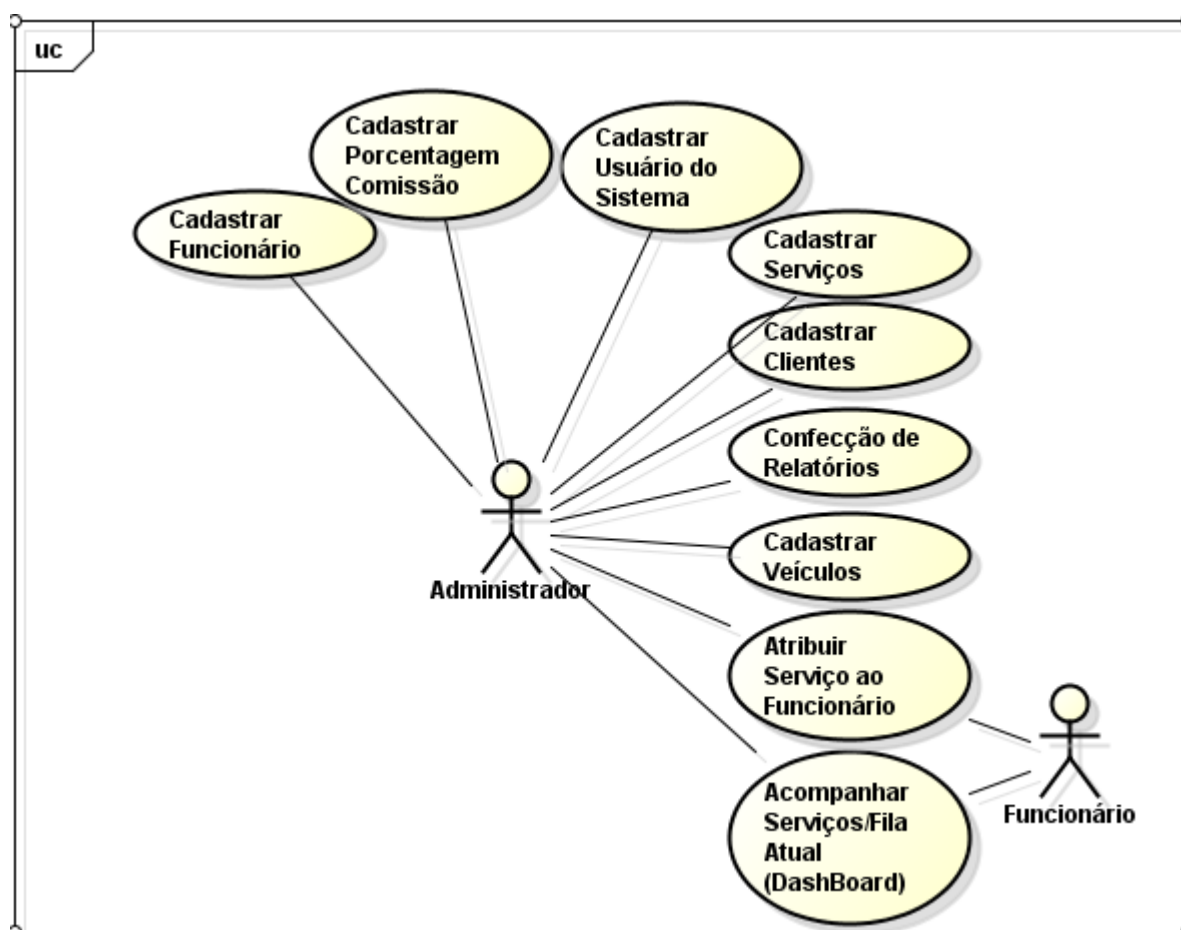 uc
Cadastrar
Porcentagem
Comissão
Cadastrar
Usuário do
Sistema
Cadastrar
Funcionário
Cadastrar
Serviços
Cadastrar
Clientes
Confecção de
Relatórios
Cadastrar
Veículos
Administrador
Atribuir
Serviço ao
Funcionário
Acompanhar
Serviços/Fila
Atual
(DashBoard)
Funcionário